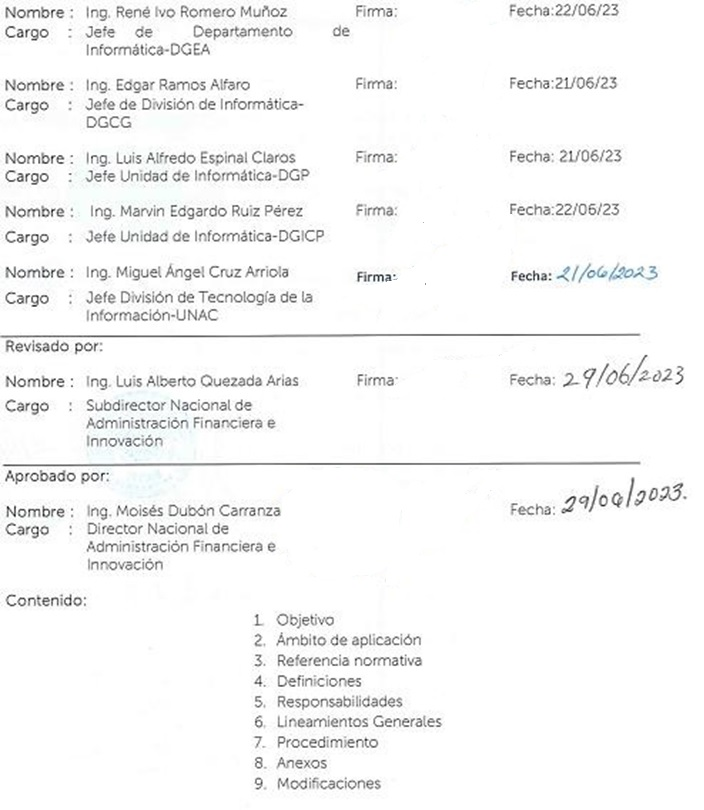 Nombre : Ing. René Ivo Romero Muñoz Firma: Fecha:22/06/23
Cargo : Jefe de Departamento de
Informática-DGEA
Nombre : Ing. Edgar Ramos Alfaro Firma: Fecha:21/06/23
Cargo : Jefe de División de Informática-
DGCG
Nombre : Ing. Luis Alfredo Espinal Claros Firma: Fecha: 21/06/23
Cargo : Jefe Unidad de Informática-DGP
Nombre : Ing. Marvin Edgardo Ruiz Pérez Firma: Fecha:22/06/23
Cargo : Jefe Unidad de Informática-DGICP
Nombre : Ing. Miguel Ángel Cruz Arriola Firma: Fecha: 21/06/2023
Cargo : Jefe División de Tecnología de la
Información-UNAC
Revisado por:
Nombre : Ing. Luis Alberto Quezada Arias Firma: Fecha: 29/06/2023
Cargo : Subdirector Nacional de
Administración Financiera e
Innovación
Aprobado por:
Nombre : Ing. Moisés Dubón Carranza Fecha: 29/06/2023.
Cargo : Director Nacional de
Administración Financiera e
Innovación
Contenido:
1. Objetivo
2. Ámbito de aplicación
3. Referencia normativa
4. Definiciones
5. Responsabilidades
6. Lineamientos Generales
7. Procedimiento
8. Anexos
9. Modificaciones